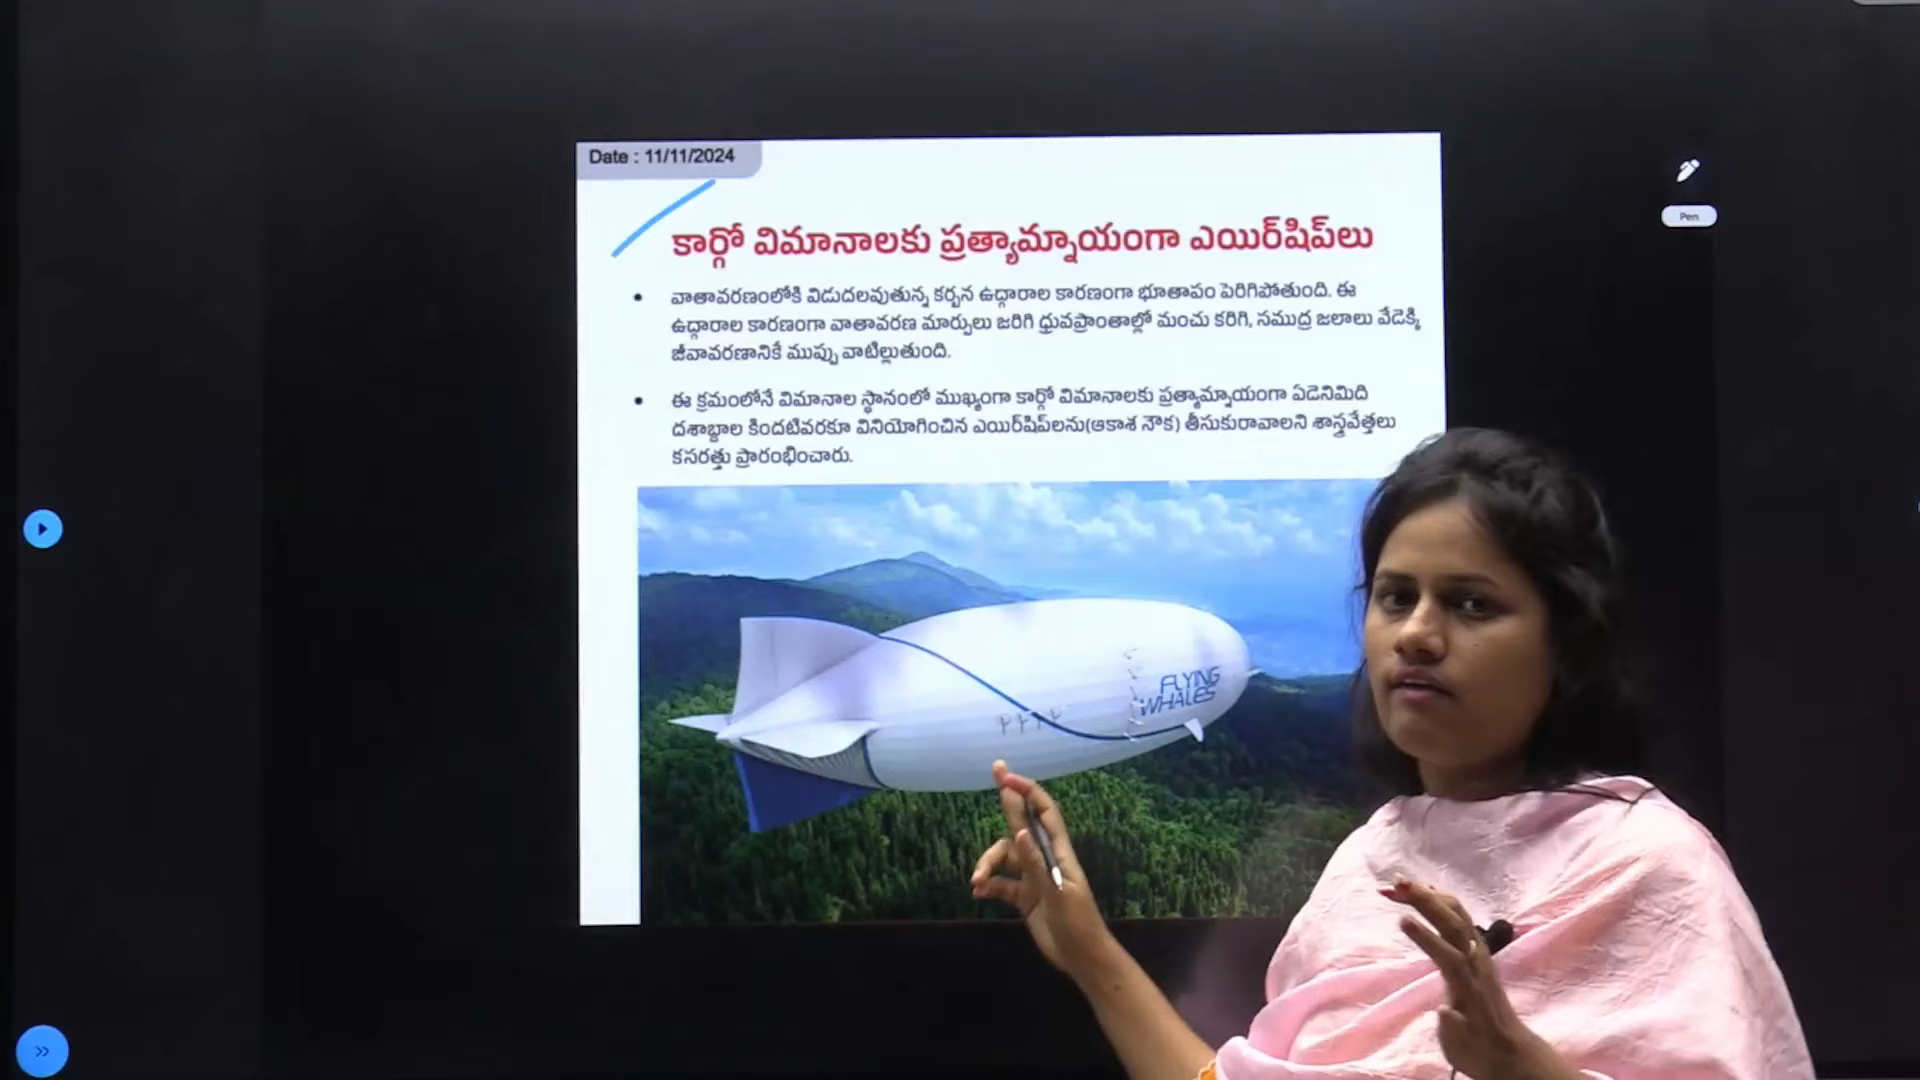 Date : 11/11/2024
Pen
కార్గో విమానాలకు ప్రత్యామ్నాయంగా ఎయిర్‌షిప్‌లు
వాతావరణంలోకి విడుదలవుతున్న కర్బన ఉద్గారాల కారణంగా భూతాపం పెరిగిపోతుంది. ఈ
ఉద్గారాల కారణంగా వాతావరణ మార్పులు జరిగి ధ్రువప్రాంతాల్లో మంచు కరిగి, సముద్ర జలాలు వేడెక్కి
జీవావరణానికే ముప్పు వాటిల్లుతుంది.
ఈ క్రమంలోనే విమానాల స్థానంలో ముఖ్యంగా కార్గో విమానాలకు ప్రత్యామ్నాయంగా ఏడెనిమిది
దశాబ్దాల కిందటివరకూ వినియోగించిన ఎయిర్‌షిప్‌లను(ఆకాశ నౌక) తీసుకురావాలని శాస్త్రవేత్తలు
కసరత్తు ప్రారంభించారు.
FLYING
WHALES